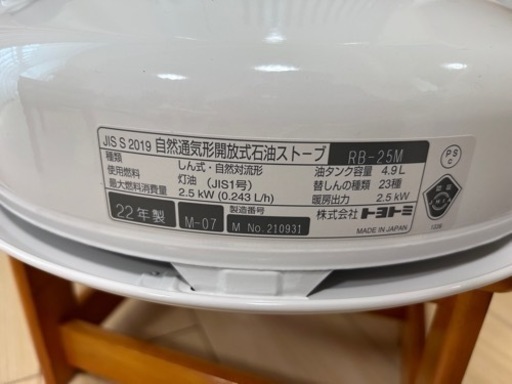 JIS S 2019 自然通気形開放式石油ストーブ RB-25M
種類 しん式・自然対流形 油タンク容量 4.9 L
使用燃料 灯油 (JIS1号) 替しんの種類 23種
最大燃料消費量 2.5 kW (0.243 L/h) 暖房出力 2.5 kW
22年製 M-07 製造番号 M No.210931 株式会社トヨトミ
MADE IN JAPAN
PS
C